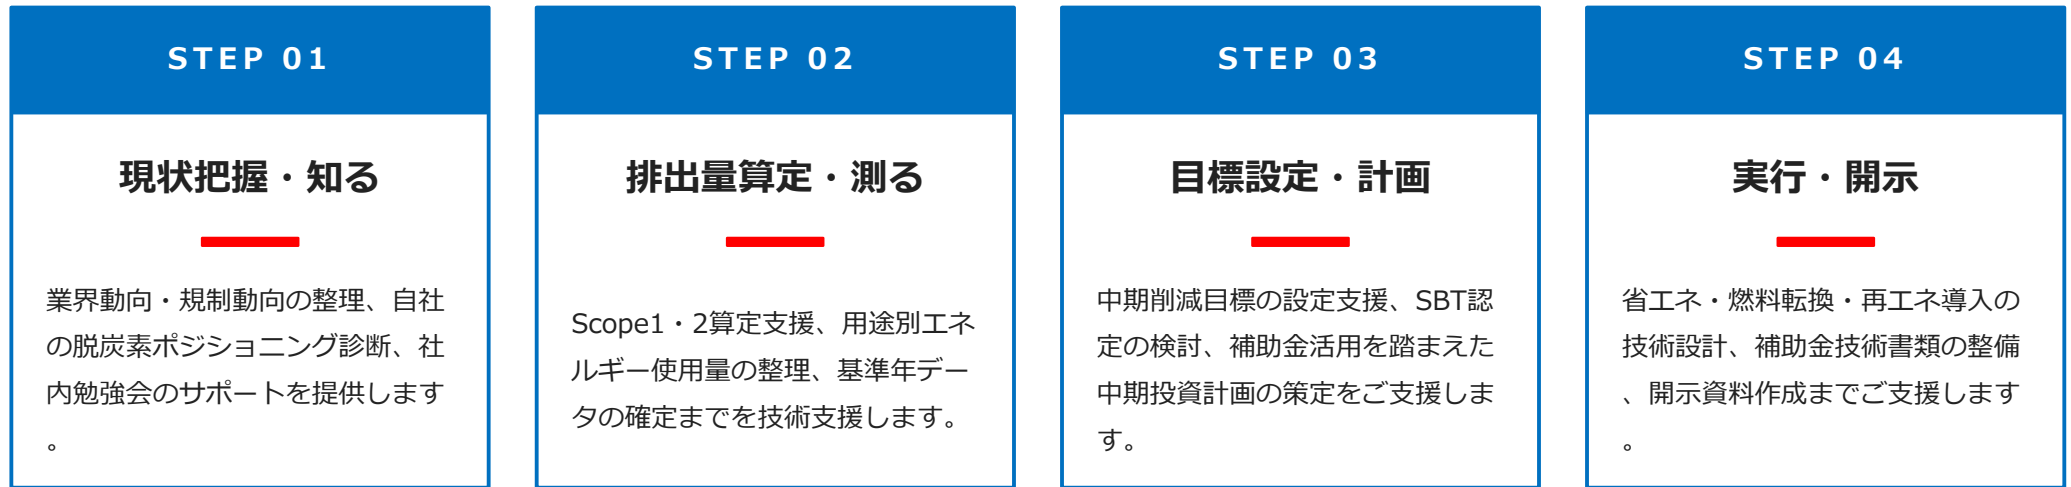 STEP 01
現状把握・知る
業界動向・規制動向の整理、自社
の脱炭素ポジショニング診断、社
内勉強会のサポートを提供します
。
STEP 02
排出量算定・測る
Scope1・2算定支援、用途別エネ
ルギー使用量の整理、基準年デー
タの確定までを技術支援します。
STEP 03
目標設定・計画
中期削減目標の設定支援、SBT認
定の検討、補助金活用を踏まえた
中期投資計画の策定をご支援しま
す。
STEP 04
実行・開示
省エネ・燃料転換・再エネ導入の
技術設計、補助金技術書類の整備
、開示資料作成までご支援します
。